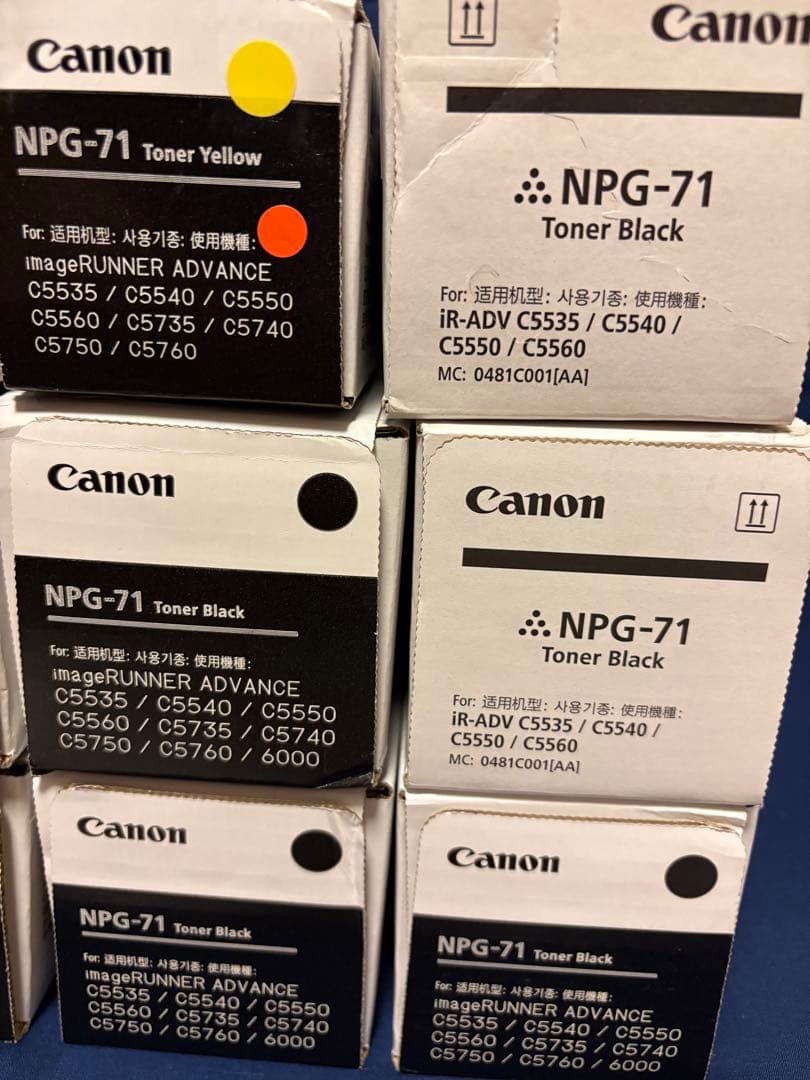 Canon
NPG-71 Toner Yellow
For: 适用机型: 사용기종: 使用機種:
imageRUNNER ADVANCE
C5535 / C5540 / C5550
C5560 / C5735 / C5740
C5750 / C5760
Canon
NPG-71
Toner Black
For: 适用机型: 사용기종: 使用機種:
iR-ADV C5535 / C5540 /
C5550 / C5560
MC: 0481C001[AA]
Canon
NPG-71 Toner Black
For: 适用机型: 사용기종: 使用機種:
imageRUNNER ADVANCE
C5535 / C5540 / C5550
C5560 / C5735 / C5740
C5750 / C5760 / 6000
Canon
NPG-71
Toner Black
For: 适用机型: 사용기종: 使用機種:
iR-ADV C5535 / C5540 /
C5550 / C5560
MC: 0481C001[AA]
Canon
NPG-71 Toner Black
For: 适用机型: 사용기종: 使用機種:
imageRUNNER ADVANCE
C5535 / C5540 / C5550
C5560 / C5735 / C5740
C5750 / C5760 / 6000
Canon
NPG-71 Toner Black
For: 适用机型: 사용기종: 使用機種:
imageRUNNER ADVANCE
C5535 / C5540 / C5550
C5560 / C5735 / C5740
C5750 / C5760 / 6000